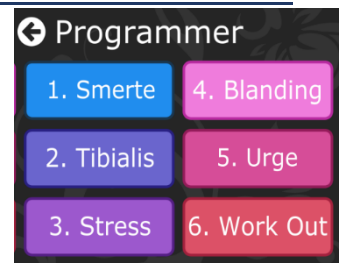 Programmer
1. Smerte
2. Tibialis
3. Stress
4. Blanding
5. Urge
6. Work Out